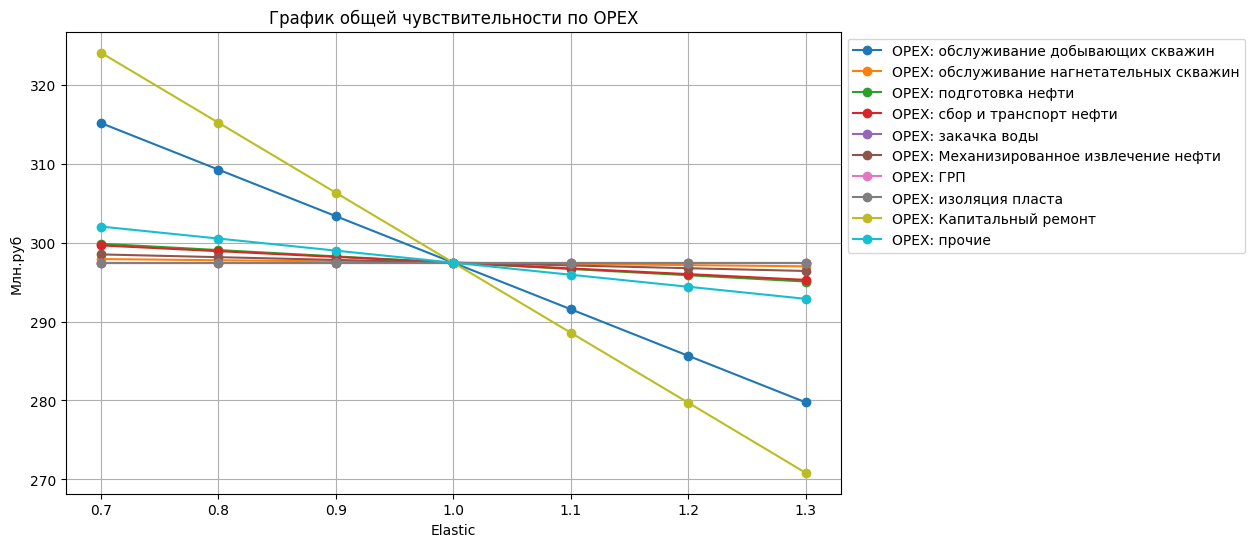 График общей чувствительности по OPEX
Млн.руб
320
310
300
290
280
270
0.7 0.8 0.9 1.0 1.1 1.2 1.3
Elastic
OPEX: обслуживание добывающих скважин
OPEX: обслуживание нагнетательных скважин
OPEX: подготовка нефти
OPEX: сбор и транспорт нефти
OPEX: закачка воды
OPEX: Механизированное извлечение нефти
OPEX: ГРП
OPEX: изоляция пласта
OPEX: Капитальный ремонт
OPEX: прочие